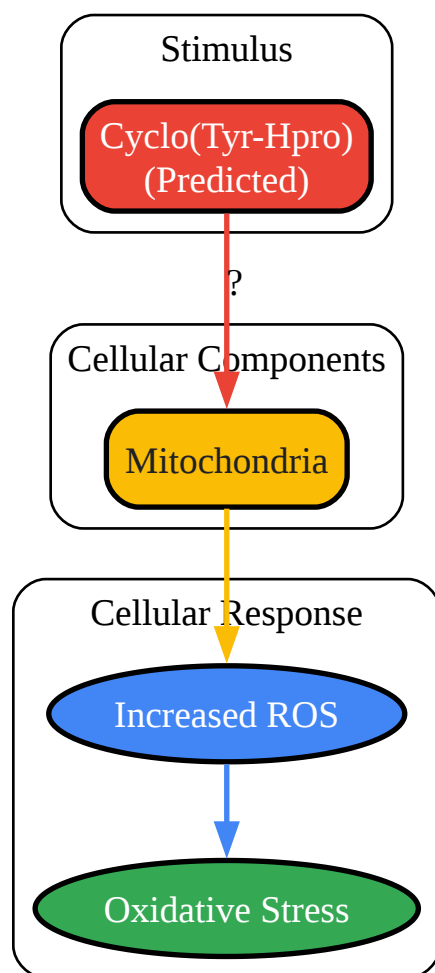 Stimulus
Cyclo(Tyr-Hpro)
(Predicted)
?
Cellular Components
Mitochondria
Cellular Response
Increased ROS
Oxidative Stress